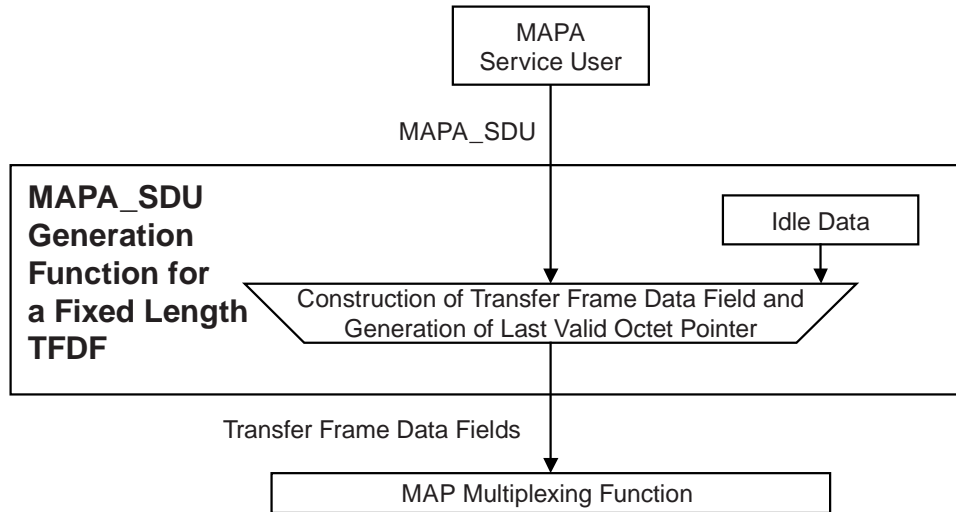 MAPA
Service User
MAPA_SDU
MAPA_SDU
Generation
Function for
a Fixed Length
TFDF
Idle Data
Construction of Transfer Frame Data Field and
Generation of Last Valid Octet Pointer
Transfer Frame Data Fields
MAP Multiplexing Function